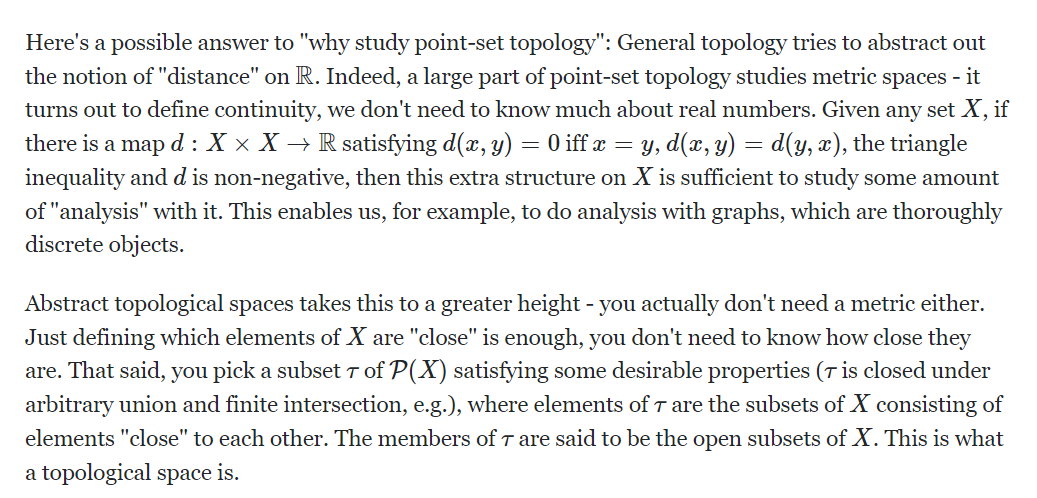 Here's a possible answer to "why study point-set topology": General topology tries to abstract out
the notion of "distance" on ℝ. Indeed, a large part of point-set topology studies metric spaces - it
turns out to define continuity, we don't need to know much about real numbers. Given any set X, if
there is a map d : X × X → ℝ satisfying d(x, y) = 0 iff x = y, d(x, y) = d(y, x), the triangle
inequality and d is non-negative, then this extra structure on X is sufficient to study some amount
of "analysis" with it. This enables us, for example, to do analysis with graphs, which are thoroughly
discrete objects.
Abstract topological spaces takes this to a greater height - you actually don't need a metric either.
Just defining which elements of X are "close" is enough, you don't need to know how close they
are. That said, you pick a subset τ of 𝒫(X) satisfying some desirable properties (τ is closed under
arbitrary union and finite intersection, e.g.), where elements of τ are the subsets of X consisting of
elements "close" to each other. The members of τ are said to be the open subsets of X. This is what
a topological space is.